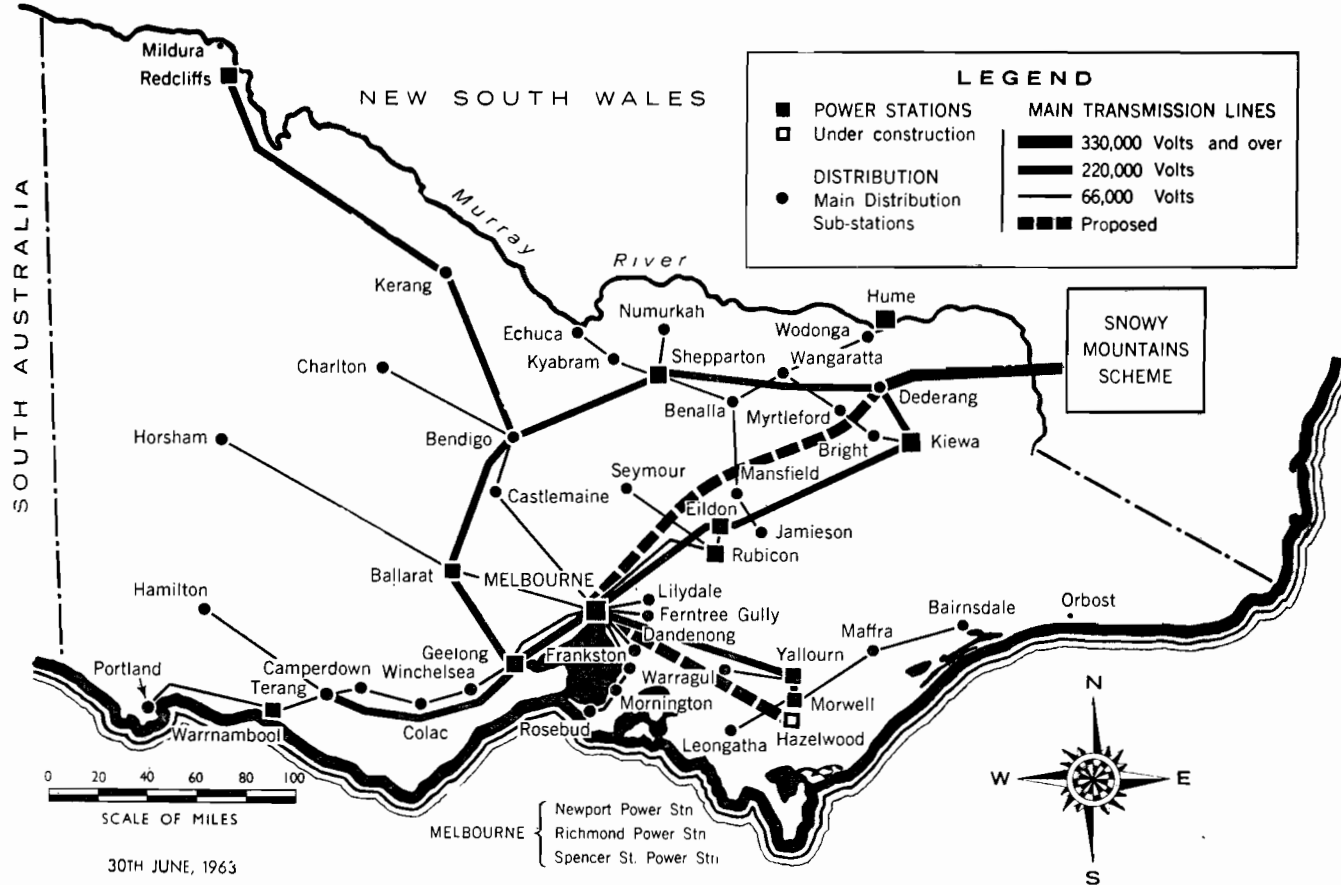 Mildura
Redcliffs
NEW SOUTH WALES
SOUTH AUSTRALIA
Murray
River
LEGEND
POWER STATIONS
Under construction
DISTRIBUTION
Main Distribution
Sub-stations
MAIN TRANSMISSION LINES
330,000 Volts and over
220,000 Volts
66,000 Volts
Proposed
SNOWY
MOUNTAINS
SCHEME
Kerang
Hume
Numurkah
Echuca
Wodonga
Kyabram
Shepparton
Wangaratta
Charlton
Dederang
Benalla
Myrtleford
Horsham
Bendigo
Bright
Kiewa
Seymour
Mansfield
Castlemaine
Eildon
Jamieson
Rubicon
Ballarat
MELBOURNE
Hamilton
Lilydale
Ferntree Gully
Bairnsdale
Orbost
Dandenong
Maffra
Geelong
Frankston
Yallourn
Portland
Camperdown
Winchelsea
Warragul
Terang
Mornington
Morwell
Warrnambool
Colac
Rosebud
Leongatha
Hazelwood
0 20 40 60 80 100
SCALE OF MILES
30TH JUNE, 1963
MELBOURNE
Newport Power Stn
Richmond Power Stn
Spencer St. Power Stn
N
W
E
S